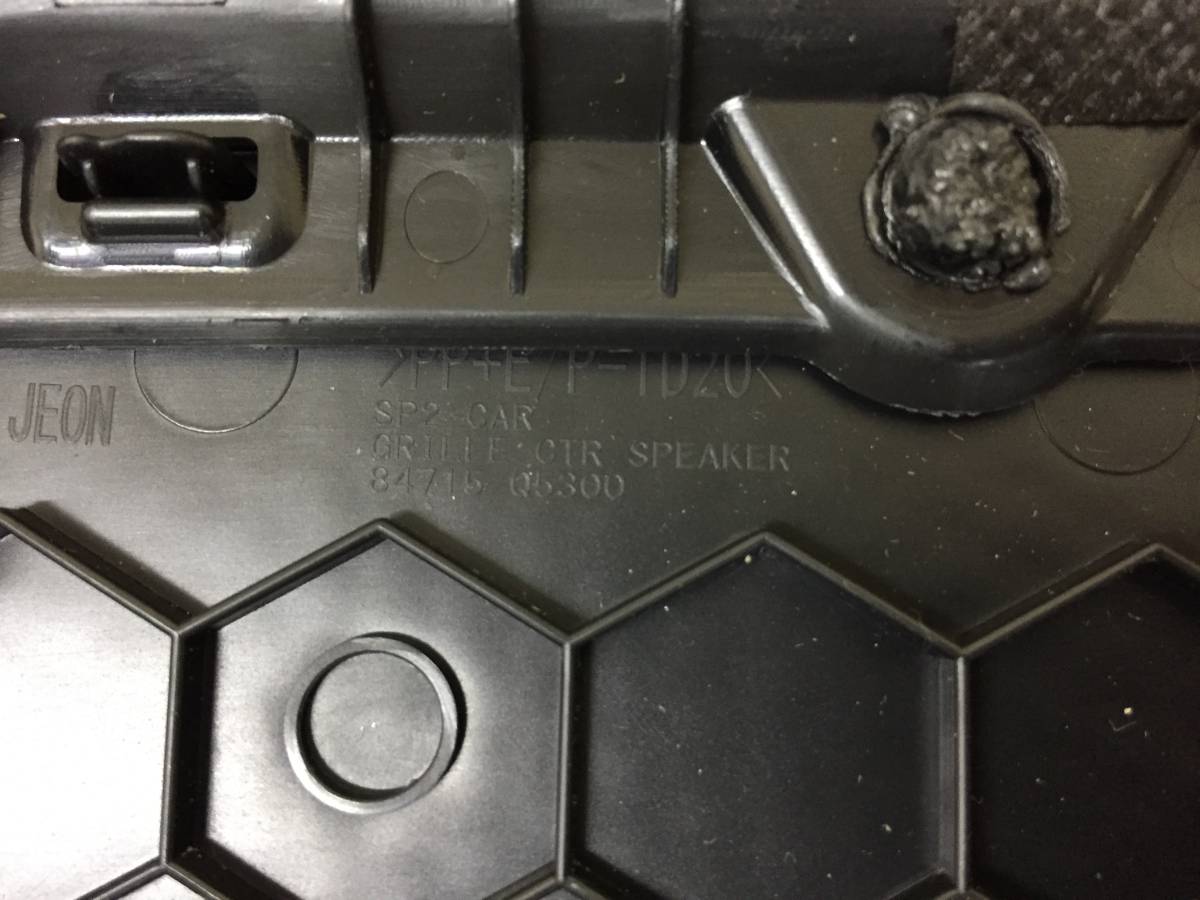 >PP+E/P-TD20<
JEON
SP2 CAR
GRILLE CTR SPEAKER
84715 Q5300